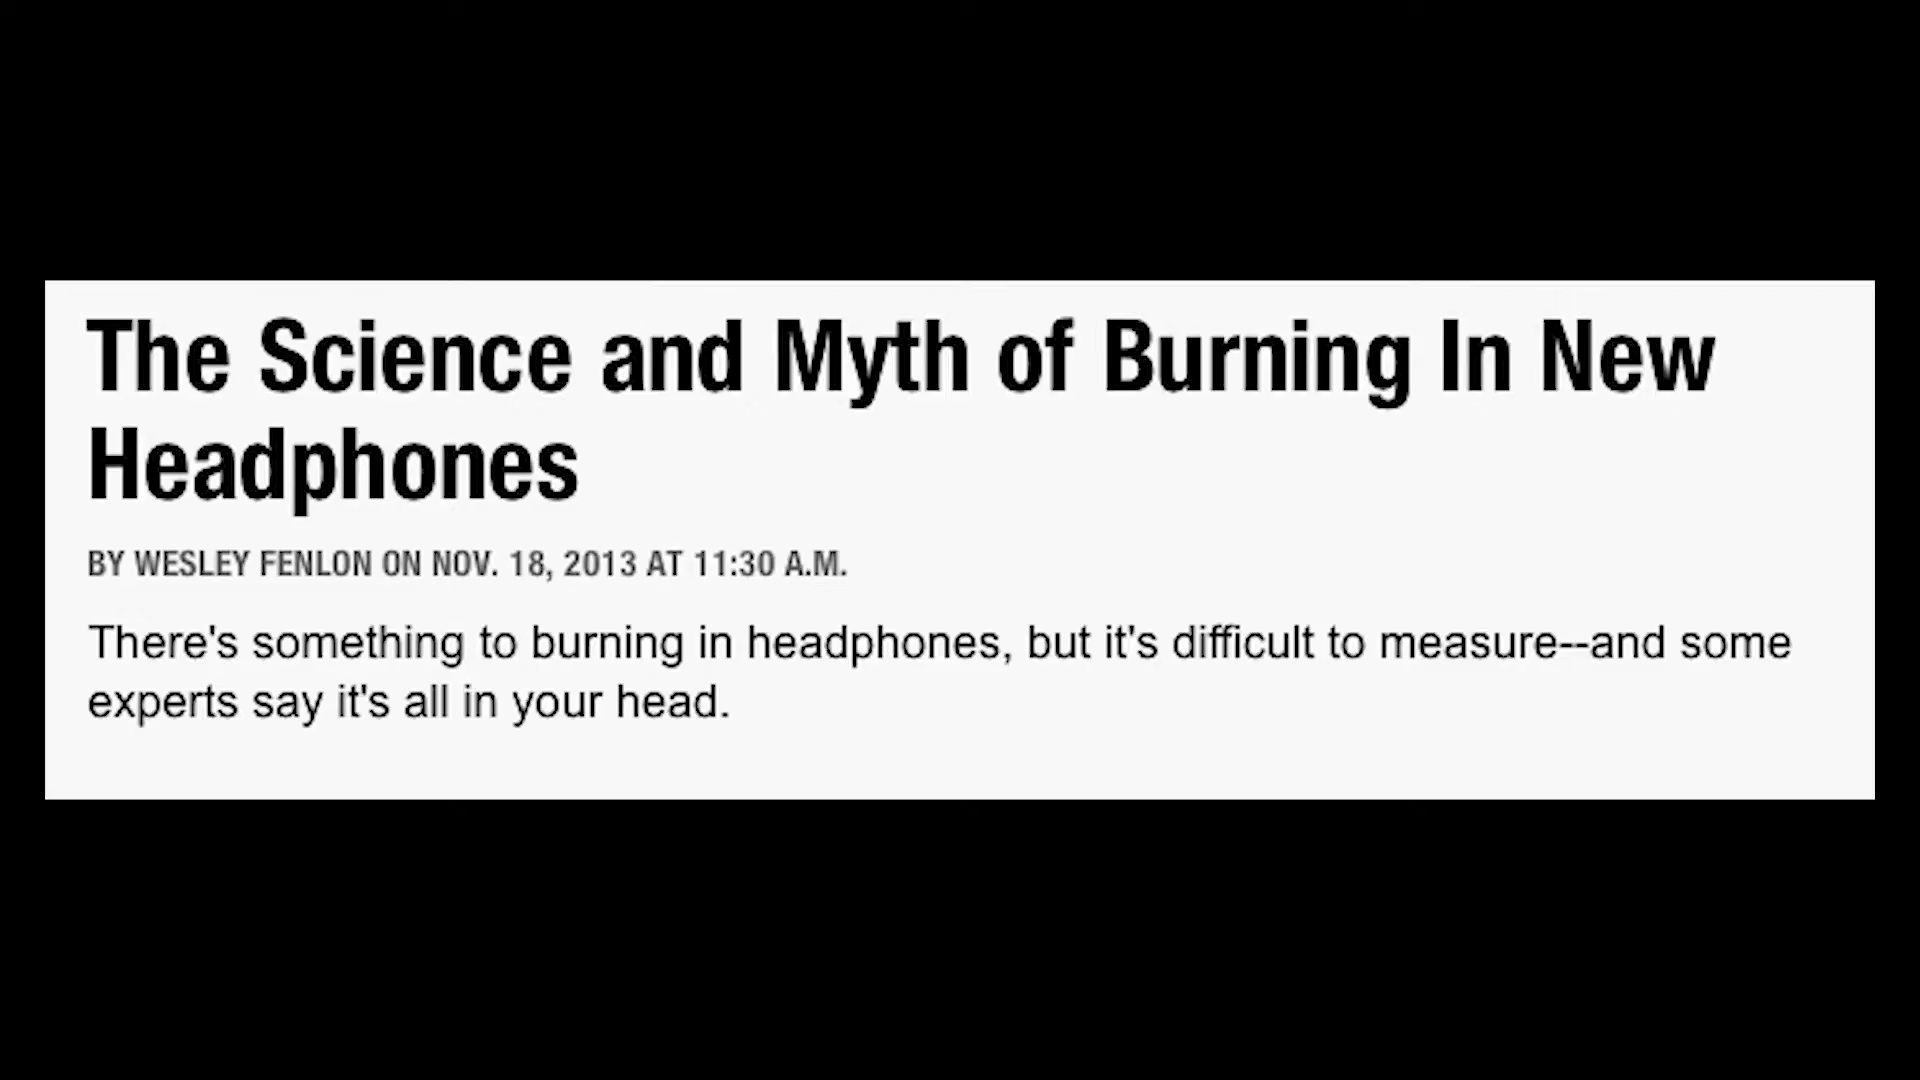 The Science and Myth of Burning In New
Headphones
BY WESLEY FENLON ON NOV. 18, 2013 AT 11:30 A.M.
There's something to burning in headphones, but it's difficult to measure--and some
experts say it's all in your head.